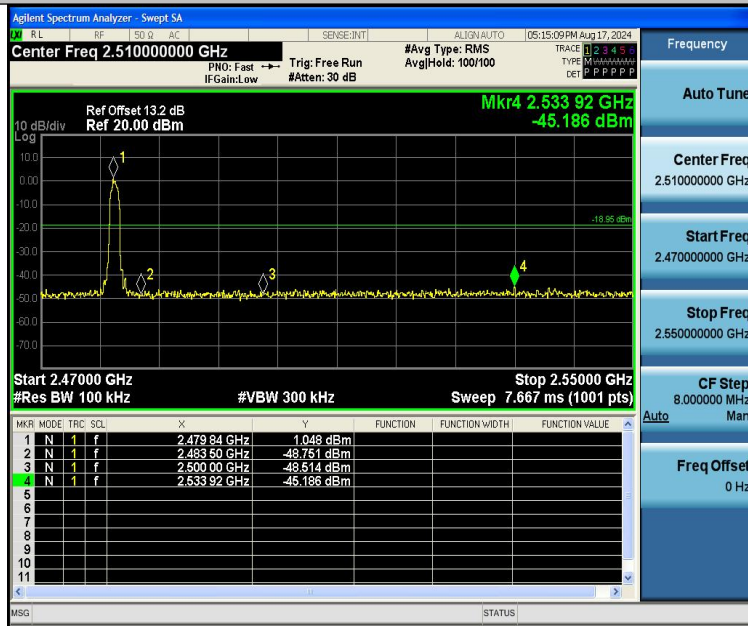 Agilent Spectrum Analyzer - Swept SA
LXI RL RF 50 Ω AC SENSE:INT ALIGN AUTO 05:15:09 PM Aug 17, 2024
Center Freq 2.510000000 GHz #Avg Type: RMS TRACE 1 2 3 4 5 6
PNO: Fast Trig: Free Run Avg|Hold: 100/100 TYPE M
IFGain:Low #Atten: 30 dB DET P P P P P P
Mkr4 2.533 92 GHz
-45.186 dBm
Ref Offset 13.2 dB
10 dB/div Ref 20.00 dBm
Log
10.0
0.00
-10.0
-20.0
-30.0
-40.0
-50.0
-60.0
-70.0
1
2
3
4
-18.95 dBm
Start 2.47000 GHz Stop 2.55000 GHz
#Res BW 100 kHz #VBW 300 kHz Sweep 7.667 ms (1001 pts)
MKR MODE TRC SCL X Y FUNCTION FUNCTION WIDTH FUNCTION VALUE
1 N 1 f 2.479 84 GHz 1.048 dBm
2 N 1 f 2.483 50 GHz -48.751 dBm
3 N 1 f 2.500 00 GHz -48.514 dBm
4 N 1 f 2.533 92 GHz -45.186 dBm
5
6
7
8
9
10
11
MSG STATUS
Frequency
Auto Tune
Center Freq
2.510000000 GHz
Start Freq
2.470000000 GHz
Stop Freq
2.550000000 GHz
CF Step
8.000000 MHz
Auto Man
Freq Offset
0 Hz